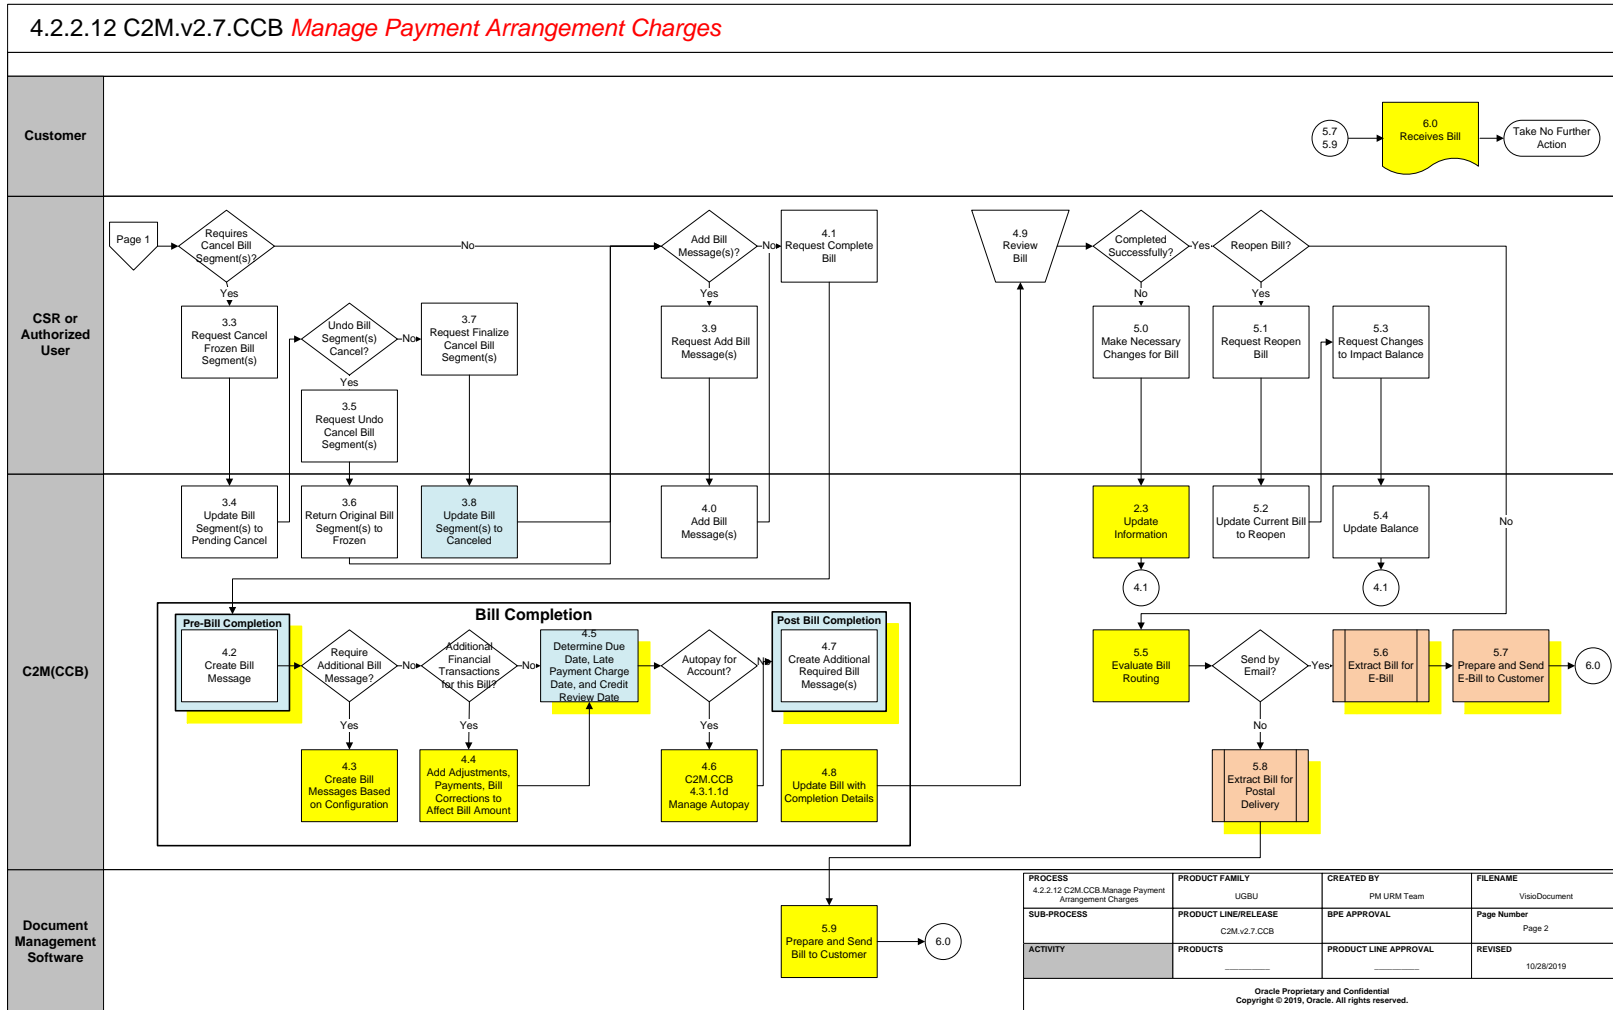 4.2.2.12 C2M.v2.7.CCB Manage Payment Arrangement Charges
Customer
5.7
5.9
6.0
Receives Bill
Take No Further
Action
CSR or
Authorized
User
Page 1
Requires
Cancel Bill
Segment(s)?
No
Yes
3.3
Request Cancel
Frozen Bill
Segment(s)
Undo Bill
Segment(s)
Cancel?
No
Yes
3.7
Request Finalize
Cancel Bill
Segment(s)
3.5
Request Undo
Cancel Bill
Segment(s)
Add Bill
Message(s)?
No
Yes
4.1
Request Complete
Bill
3.9
Request Add Bill
Message(s)
4.9
Review
Bill
Completed
Successfully?
Yes
No
Reopen Bill?
Yes
5.0
Make Necessary
Changes for Bill
5.1
Request Reopen
Bill
5.3
Request Changes
to Impact Balance
C2M(CCB)
3.4
Update Bill
Segment(s) to
Pending Cancel
3.6
Return Original Bill
Segment(s) to
Frozen
3.8
Update Bill
Segment(s) to
Canceled
4.0
Add Bill
Message(s)
2.3
Update
Information
5.2
Update Current Bill
to Reopen
5.4
Update Balance
No
4.1
4.1
Bill Completion
Pre-Bill Completion
4.2
Create Bill
Message
Require
Additional Bill
Message?
No
Yes
Additional
Financial
Transactions
for this Bill?
No
Yes
4.5
Determine Due
Date, Late
Payment Charge
Date, and Credit
Review Date
Autopay for
Account?
No
Yes
Post Bill Completion
4.7
Create Additional
Required Bill
Message(s)
4.3
Create Bill
Messages Based
on Configuration
4.4
Add Adjustments,
Payments, Bill
Corrections to
Affect Bill Amount
4.6
C2M.CCB
4.3.1.1d
Manage Autopay
4.8
Update Bill with
Completion Details
5.5
Evaluate Bill
Routing
Send by
Email?
Yes
No
5.6
Extract Bill for
E-Bill
5.7
Prepare and Send
E-Bill to Customer
6.0
5.8
Extract Bill for
Postal
Delivery
Document
Management
Software
5.9
Prepare and Send
Bill to Customer
6.0
PROCESS
4.2.2.12 C2M.CCB.Manage Payment
Arrangement Charges
PRODUCT FAMILY
UGBU
CREATED BY
PM URM Team
FILENAME
VisioDocument
SUB-PROCESS
PRODUCT LINE/RELEASE
C2M.v2.7.CCB
BPE APPROVAL
Page Number
Page 2
ACTIVITY
PRODUCTS
PRODUCT LINE APPROVAL
REVISED
10/28/2019
Oracle Proprietary and Confidential
Copyright © 2019, Oracle. All rights reserved.